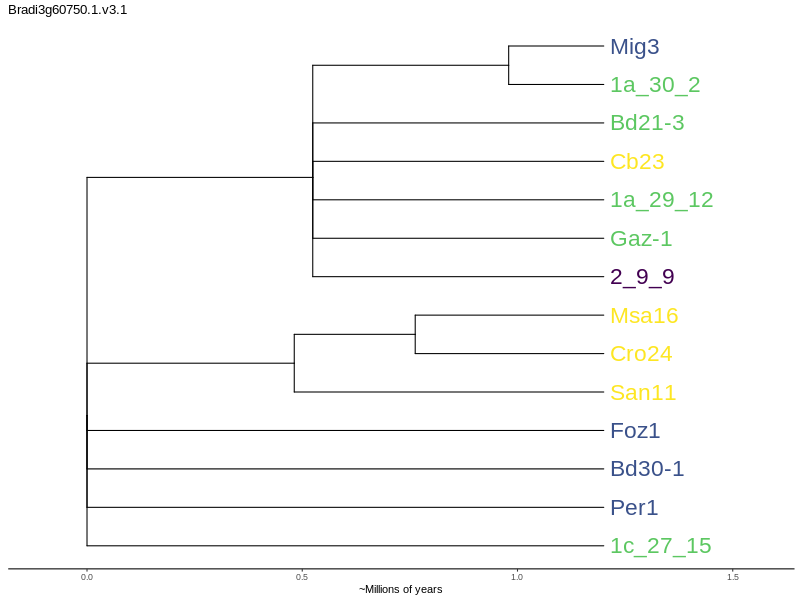 Bradi3g60750.1.v3.1
Mig3
1a_30_2
Bd21-3
Cb23
1a_29_12
Gaz-1
2_9_9
Msa16
Cro24
San11
Foz1
Bd30-1
Per1
1c_27_15
0.0 0.5 1.0 1.5
~Millions of years